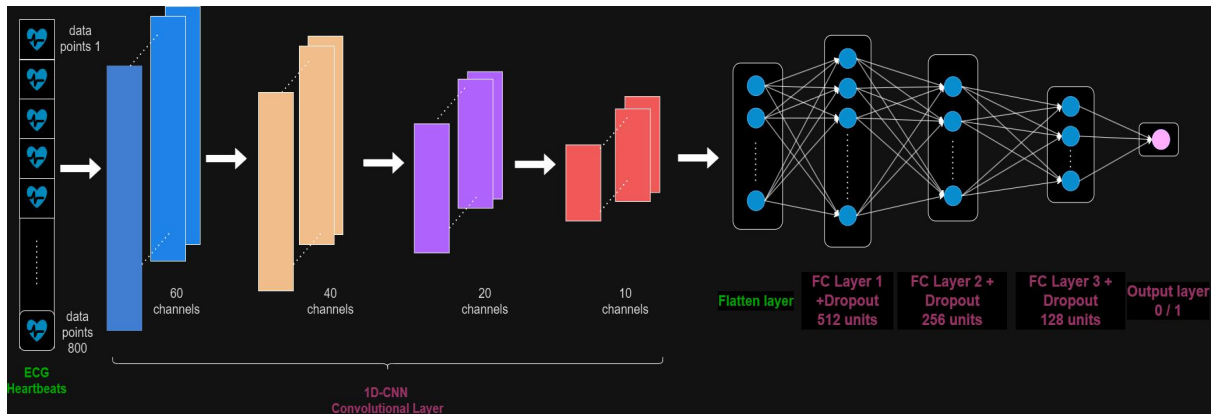 data
points 1
data
points
800
ECG
Heartbeats
60
channels
40
channels
20
channels
10
channels
1D-CNN
Convolutional Layer
Flatten layer
FC Layer 1
+Dropout
512 units
FC Layer 2 +
Dropout
256 units
FC Layer 3 +
Dropout
128 units
Output layer
0 / 1